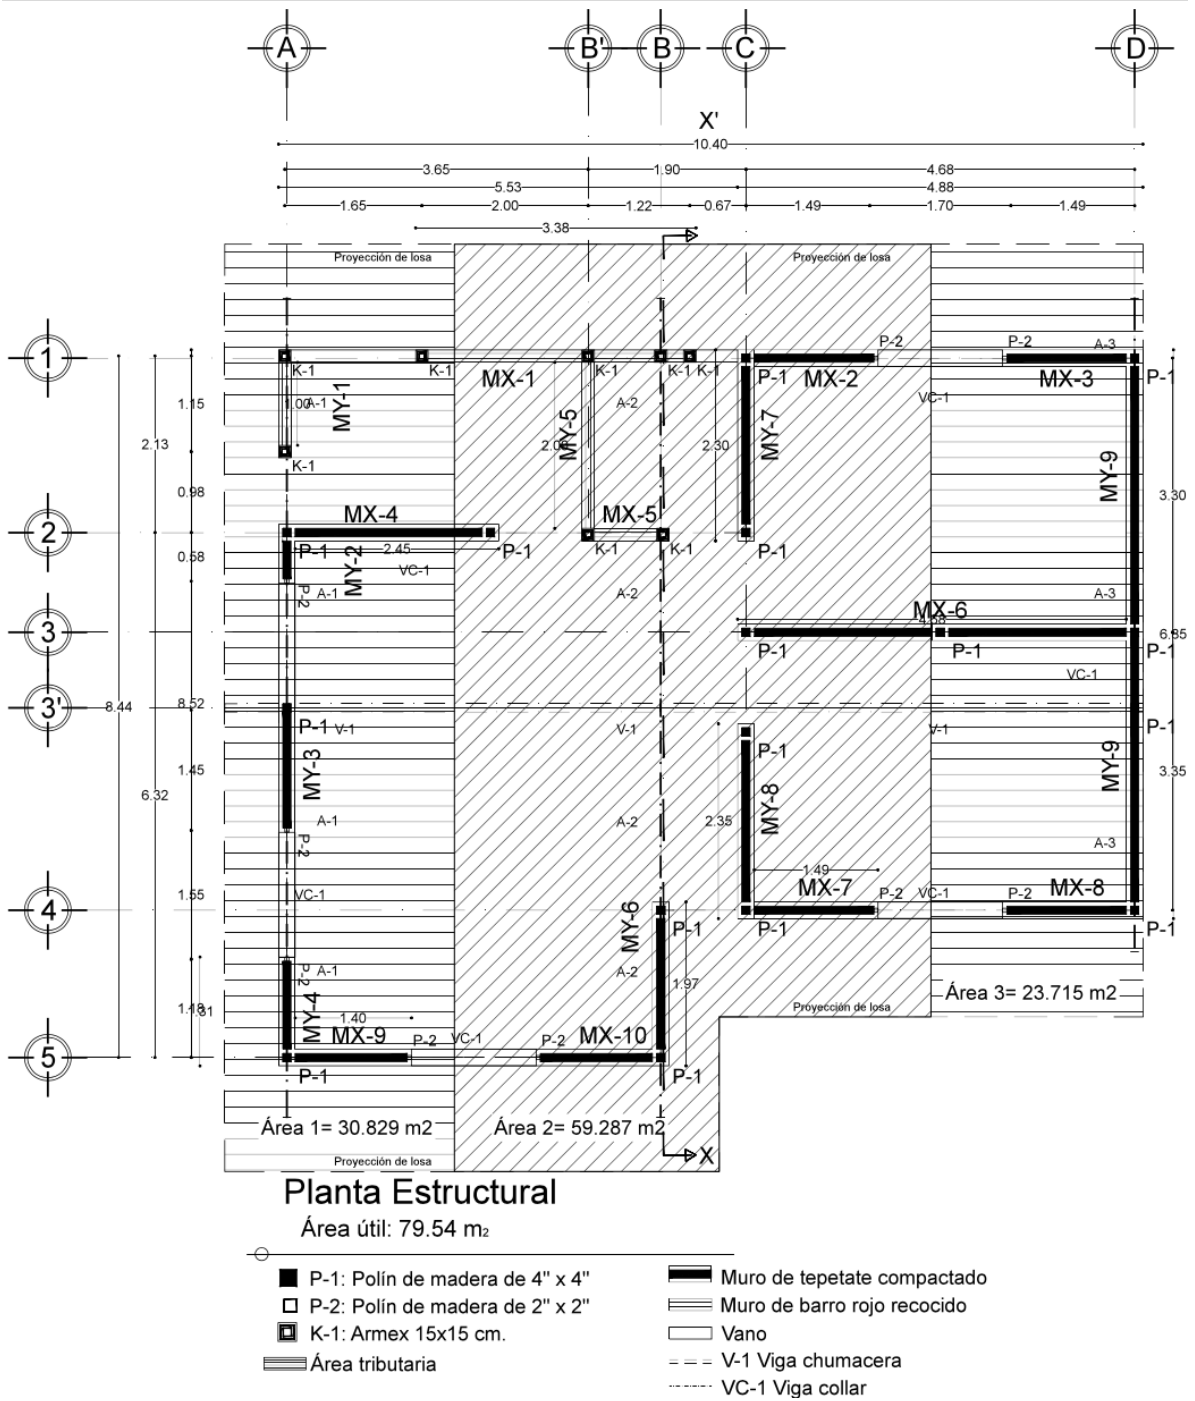 A B' B C D
X'
10.40
3.65 1.90 4.68
5.53 4.88
1.65 2.00 1.22 0.67 1.49 1.70 1.49
3.38
Proyección de losa Proyección de losa
1
P-2 P-2 A-3
K-1 K-1 MX-1 K-1 K-1 K-1 P-1 MX-2 MX-3 P-1
VC-1
1.15 1.00 A-1 MY-1 MY-5 A-2 MY-7
2.13 2.30
K-1 MY-9
0.98 3.30
MX-4 MX-5
2
P-1 2.45 P-1 K-1 K-1 P-1
0.58 MY-2 VC-1
P-2 A-1 A-2 A-3
MX-6
3
P-1 P-1 P-1
VC-1
3'
8.44 8.52
P-1 V-1 V-1 V-1 P-1
P-1
1.45 MY-3 MY-9 3.35
6.32
MY-8
A-1 A-2 2.35
P-2 A-3
1.49
1.55 VC-1 MX-7 P-2 VC-1 P-2 MX-8
4
MY-6 P-1 P-1 P-1
P-2 A-1 A-2 1.97
Área 3= 23.715 m2
MY-4 1.40 Proyección de losa
MX-9 P-2 VC-1 P-2 MX-10
5
P-1 P-1
Área 1= 30.829 m2 Área 2= 59.287 m2
X
Proyección de losa
Planta Estructural
Área útil: 79.54 m2
P-1: Polín de madera de 4" x 4"
P-2: Polín de madera de 2" x 2"
K-1: Armex 15x15 cm.
Área tributaria
Muro de tepetate compactado
Muro de barro rojo recocido
Vano
V-1 Viga chumacera
VC-1 Viga collar